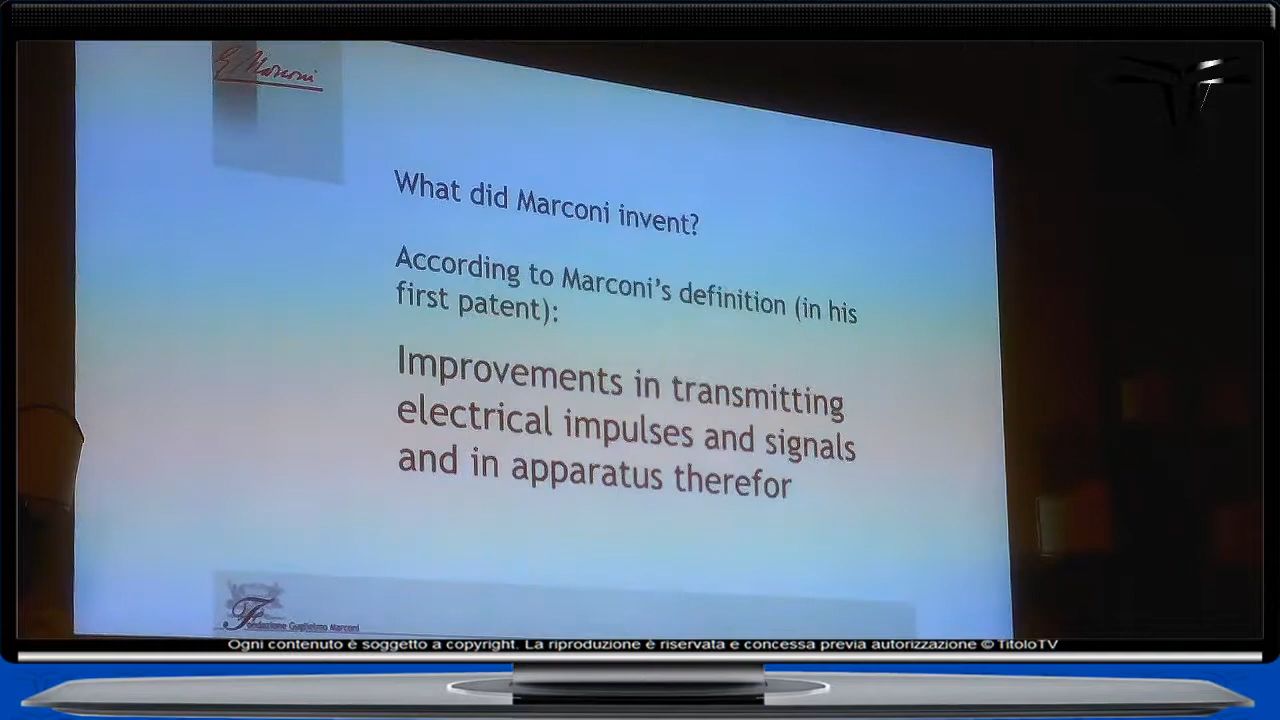 G. Marconi
What did Marconi invent?
According to Marconi's definition (in his
first patent):
Improvements in transmitting
electrical impulses and signals
and in apparatus therefor
Fondazione Guglielmo Marconi
Ogni contenuto è soggetto a copyright. La riproduzione è riservata e concessa previa autorizzazione © TitoloTV